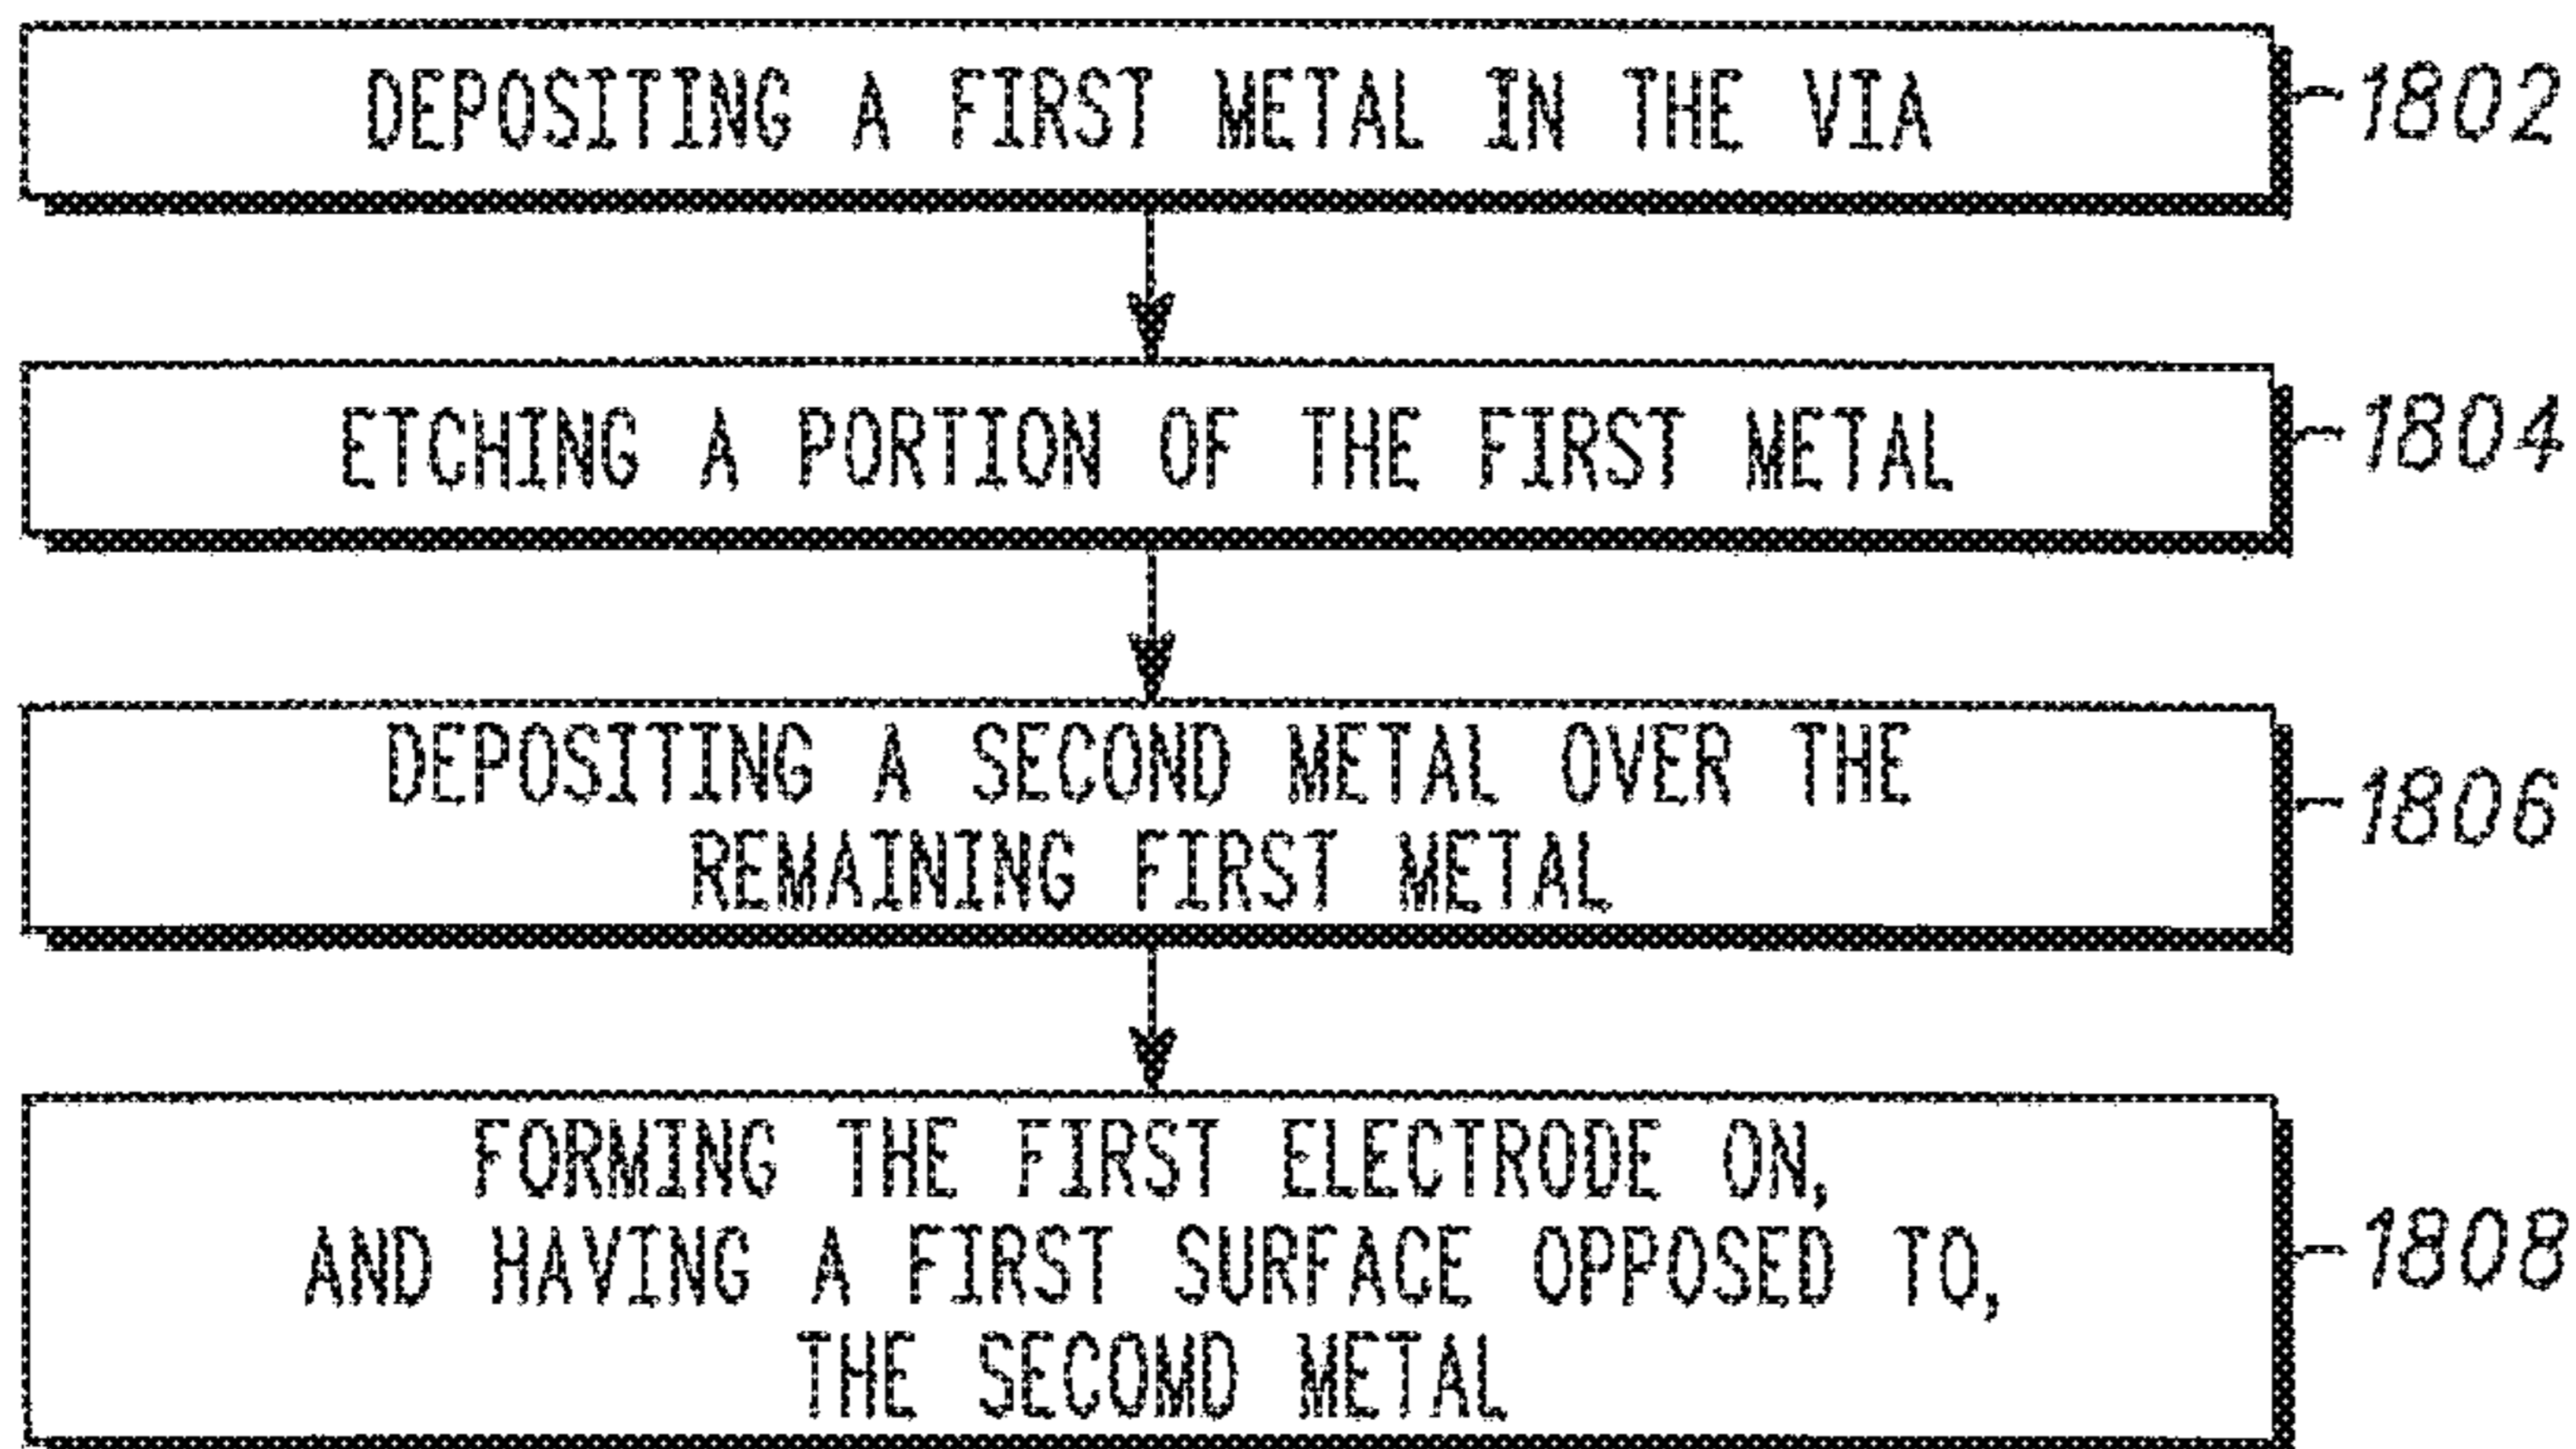 DEPOSITING A FIRST METAL IN THE VIA
1802
ETCHING A PORTION OF THE FIRST METAL
1804
DEPOSITING A SECOND METAL OVER THE
REMAINING FIRST METAL
1806
FORMING THE FIRST ELECTRODE ON,
AND HAVING A FIRST SURFACE OPPOSED TO,
THE SECOMD METAL
1808